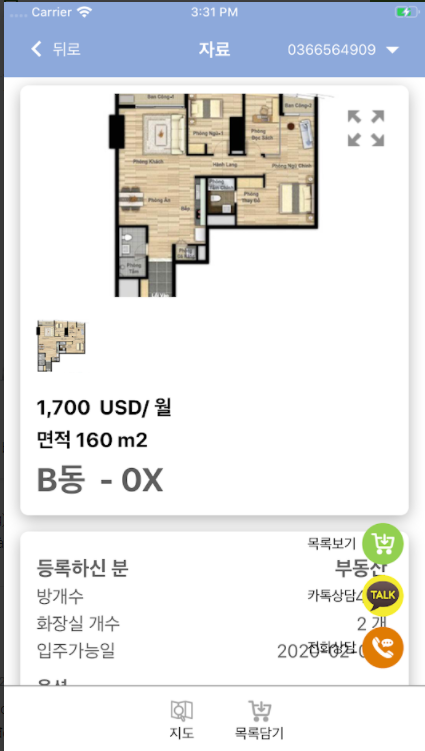 Carrier 3:31 PM
뒤로 자료 0366564909
Ban Công+1 Ban Công+2
Phòng Ngủ+1 Phòng Đọc Sách
Phòng Khách Hành Lang Phòng Ngủ Chính
Phòng Ăn Bếp Phòng Thay Đồ
Phòng Tắm
1,700 USD/ 월
면적 160 m2
B동 - 0X
목록보기
등록하신 분 부동산
방개수
카톡상담 TALK
화장실 개수 2 개
입주가능일 2020-02-0
전화상담
옵션
지도 목록담기